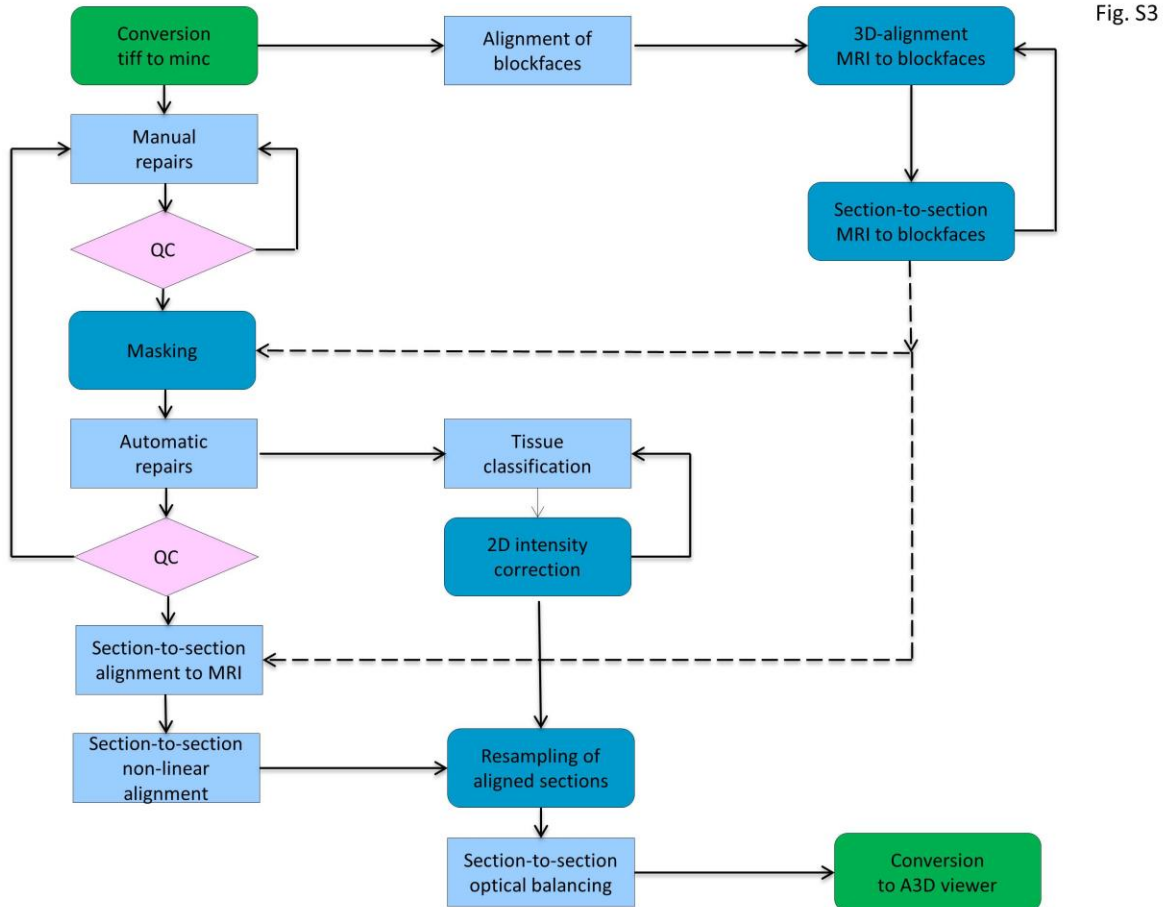 Fig. S3
Conversion
tiff to minc
Alignment of
blockfaces
3D-alignment
MRI to blockfaces
Manual
repairs
Section-to-section
MRI to blockfaces
QC
Masking
Automatic
repairs
Tissue
classification
QC
2D intensity
correction
Section-to-section
alignment to MRI
Section-to-section
non-linear
alignment
Resampling of
aligned sections
Section-to-section
optical balancing
Conversion
to A3D viewer